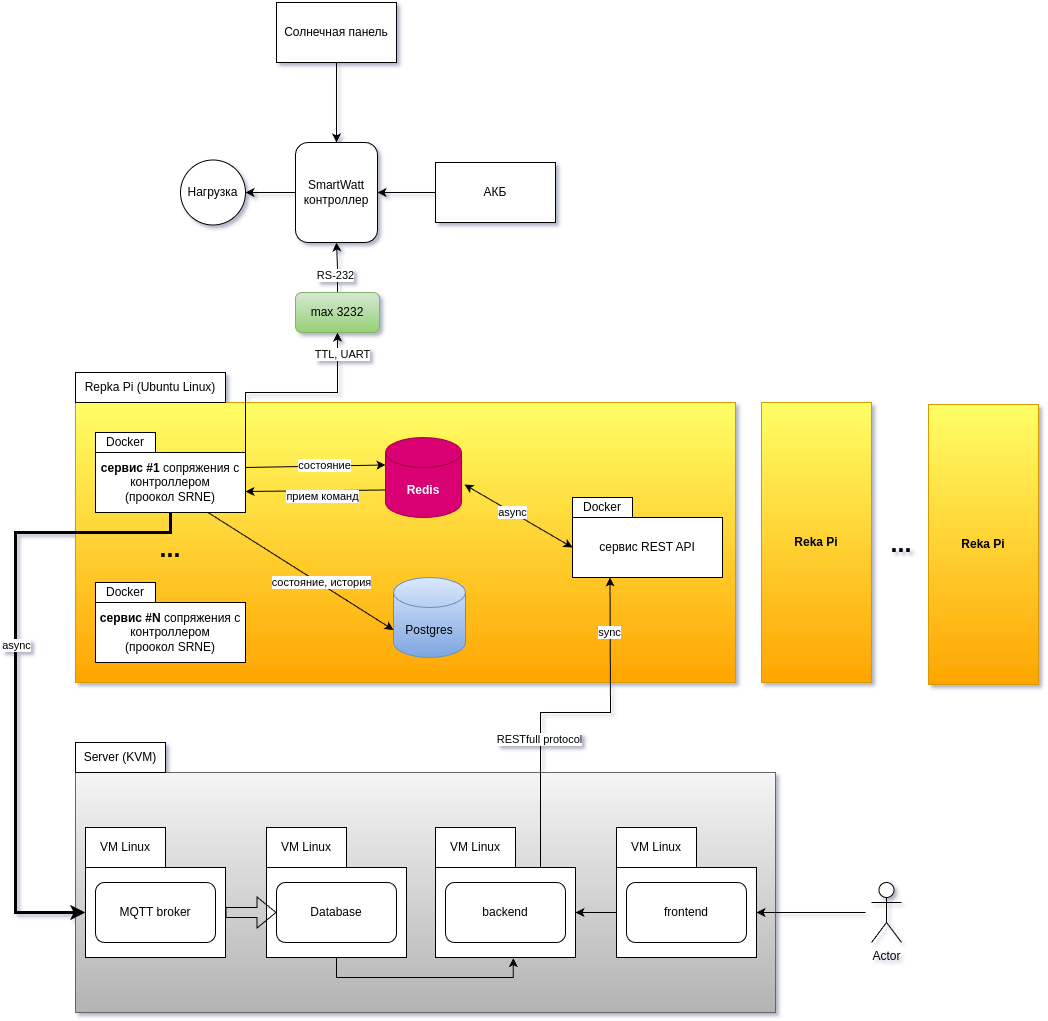 Солнечная панель
Нагрузка
SmartWatt
контроллер
АКБ
RS-232
max 3232
TTL, UART
Repka Pi (Ubuntu Linux)
Docker
сервис #1 сопряжения с
контроллером
(проокол SRNE)
состояние
прием команд
Redis
async
Docker
сервис REST API
...
состояние, история
Postgres
Docker
сервис #N сопряжения с
контроллером
(проокол SRNE)
sync
async
Reka Pi
...
Reka Pi
RESTfull protocol
Server (KVM)
VM Linux
MQTT broker
VM Linux
Database
VM Linux
backend
VM Linux
frontend
Actor